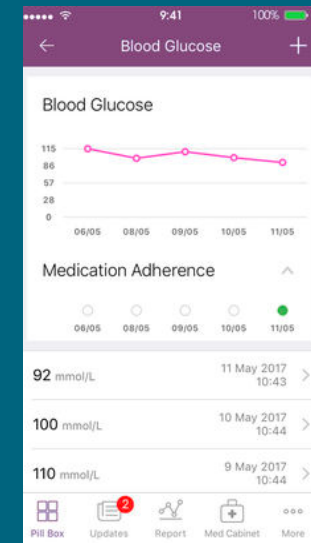 9:41 100%
Blood Glucose
Blood Glucose
115
86
57
28
0
06/05 08/05 09/05 10/05 11/05
Medication Adherence
06/05 08/05 09/05 10/05 11/05
92 mmol/L 11 May 2017
10:43
100 mmol/L 10 May 2017
10:44
110 mmol/L 9 May 2017
10:44
2
Pill Box Updates Report Med Cabinet More